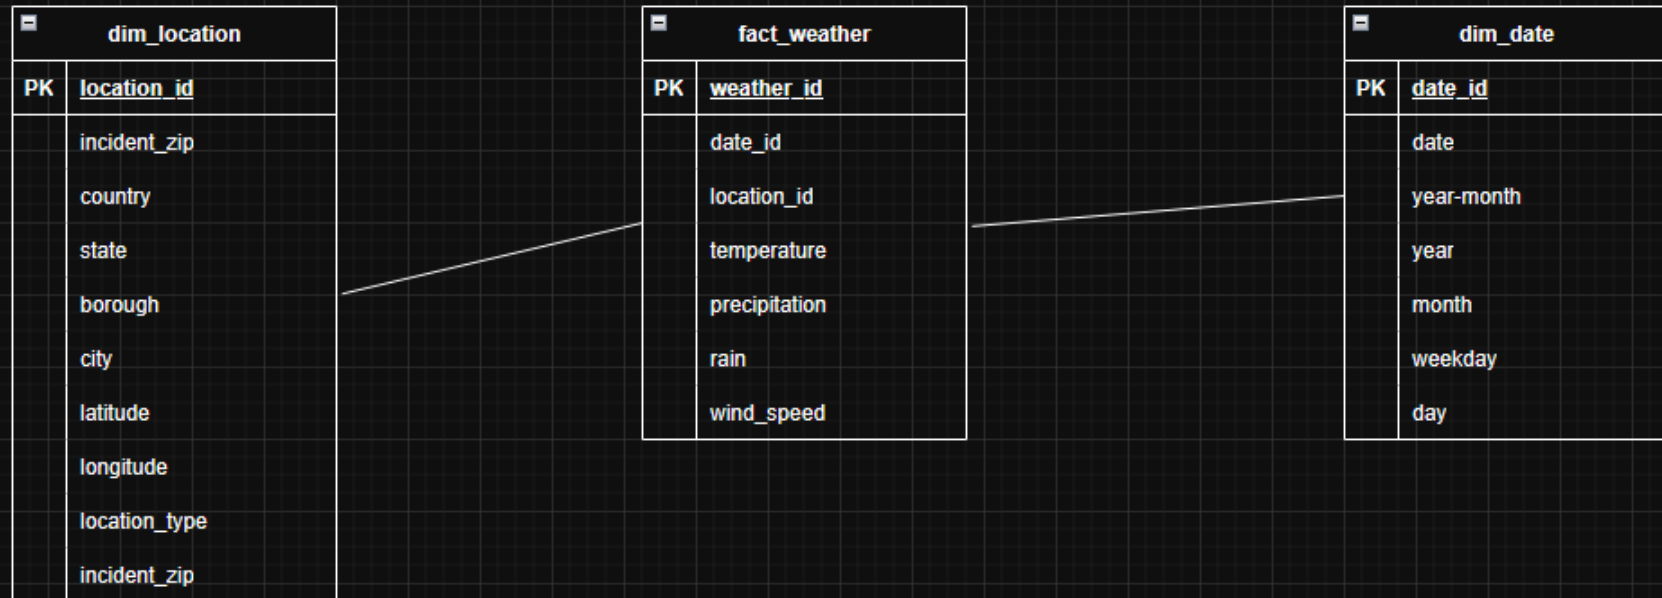 dim_location
PK location_id
incident_zip
country
state
borough
city
latitude
longitude
location_type
incident_zip
fact_weather
PK weather_id
date_id
location_id
temperature
precipitation
rain
wind_speed
dim_date
PK date_id
date
year-month
year
month
weekday
day